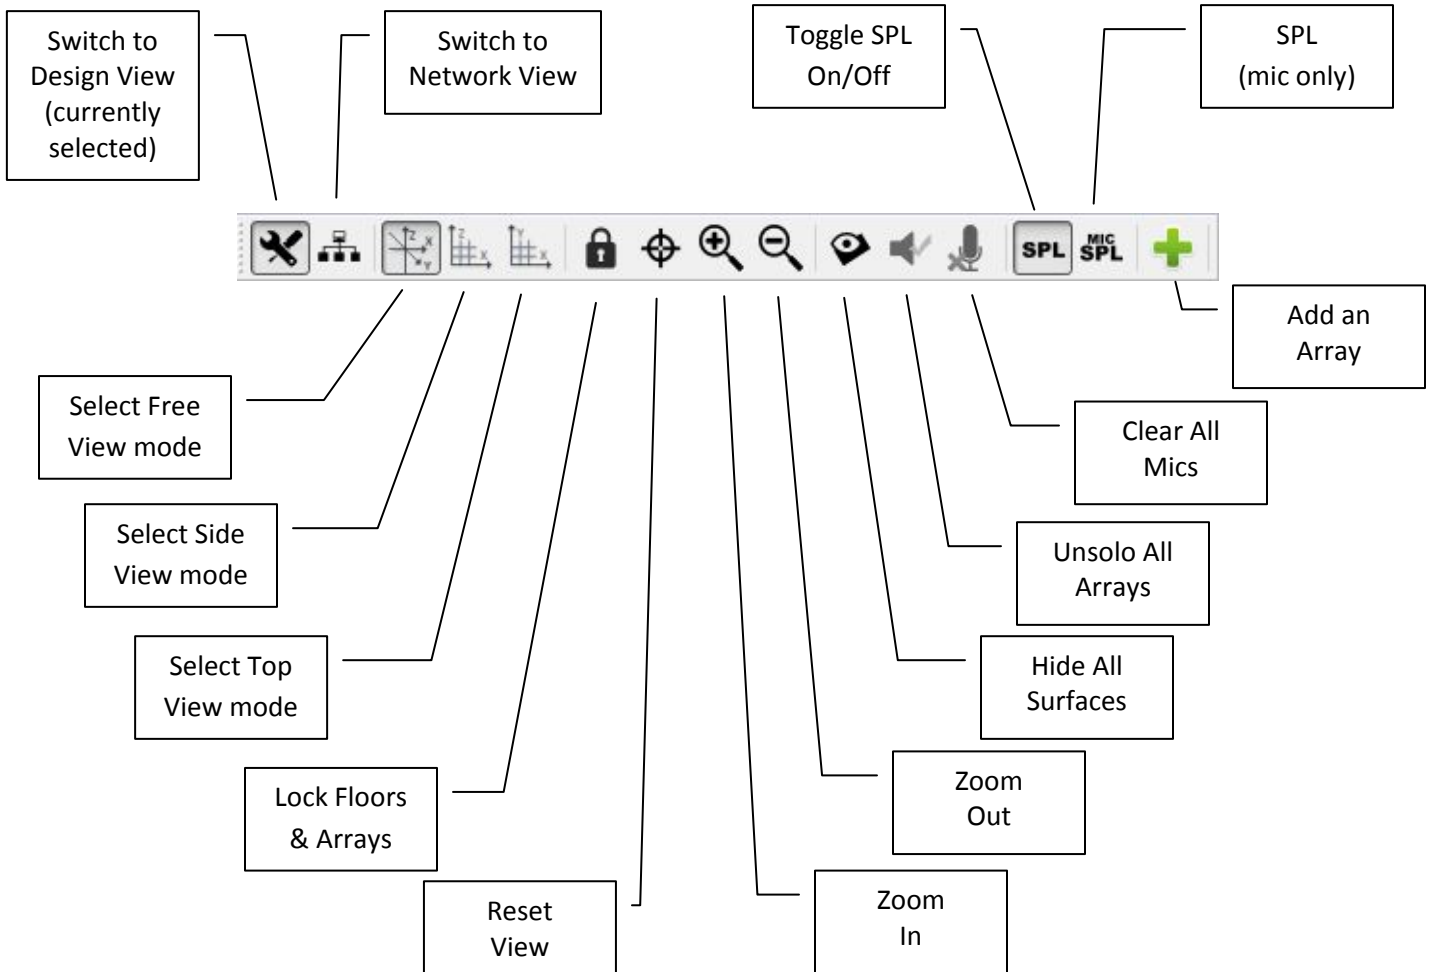 Switch to
Design View
(currently
selected)
Switch to
Network View
Toggle SPL
On/Off
SPL
(mic only)
Z
X
Y
Z
X
Y
X
SPL
MIC
SPL
Add an
Array
Select Free
View mode
Clear All
Mics
Select Side
View mode
Unsolo All
Arrays
Select Top
View mode
Hide All
Surfaces
Lock Floors
& Arrays
Zoom
Out
Reset
View
Zoom
In